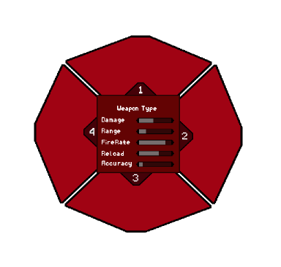 1
Weapon Type
Damage
Range
4
FireRate
2
Reload
Accuracy
3